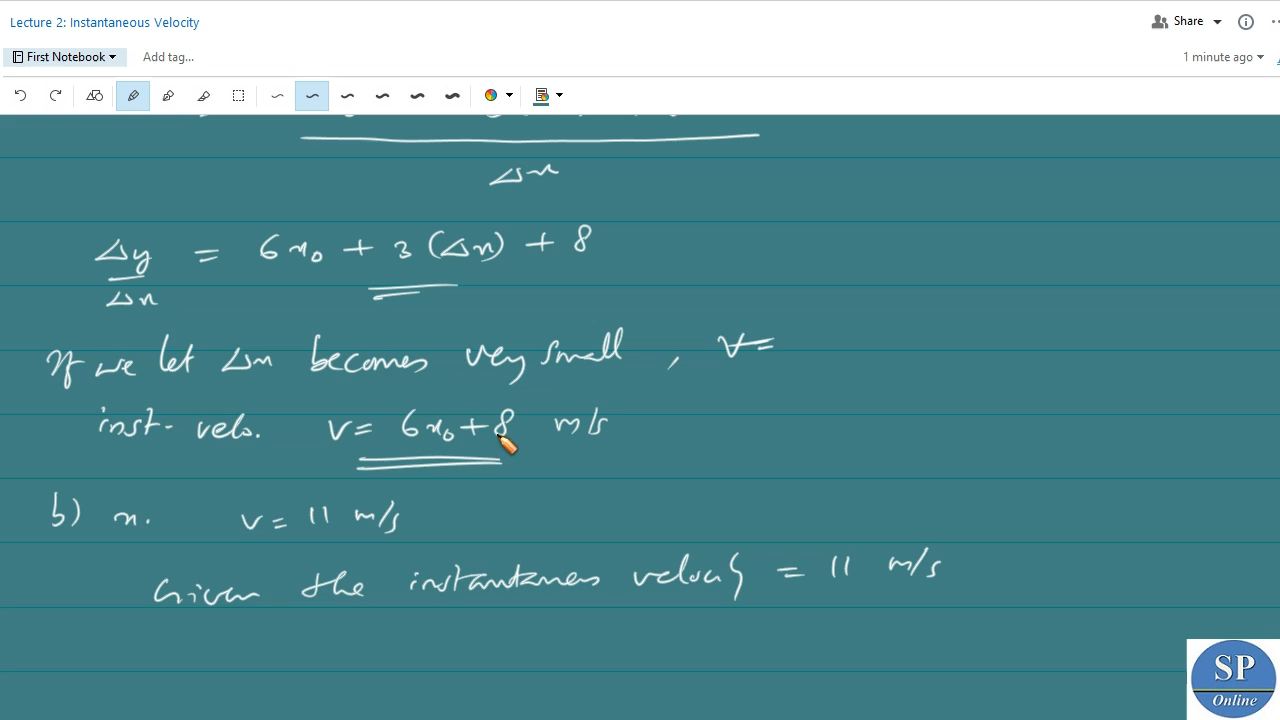 Lecture 2: Instantaneous Velocity
Share
First Notebook
Add tag...
1 minute ago
Δx
Δy/Δx = 6x₀ + 3 (Δx) + 8
If we let Δx becomes very small, v=
inst. velo. v= 6x₀+8 m/s
b) x. v= 11 m/s
Given the instantaneous velocity = 11 m/s
SP
Online